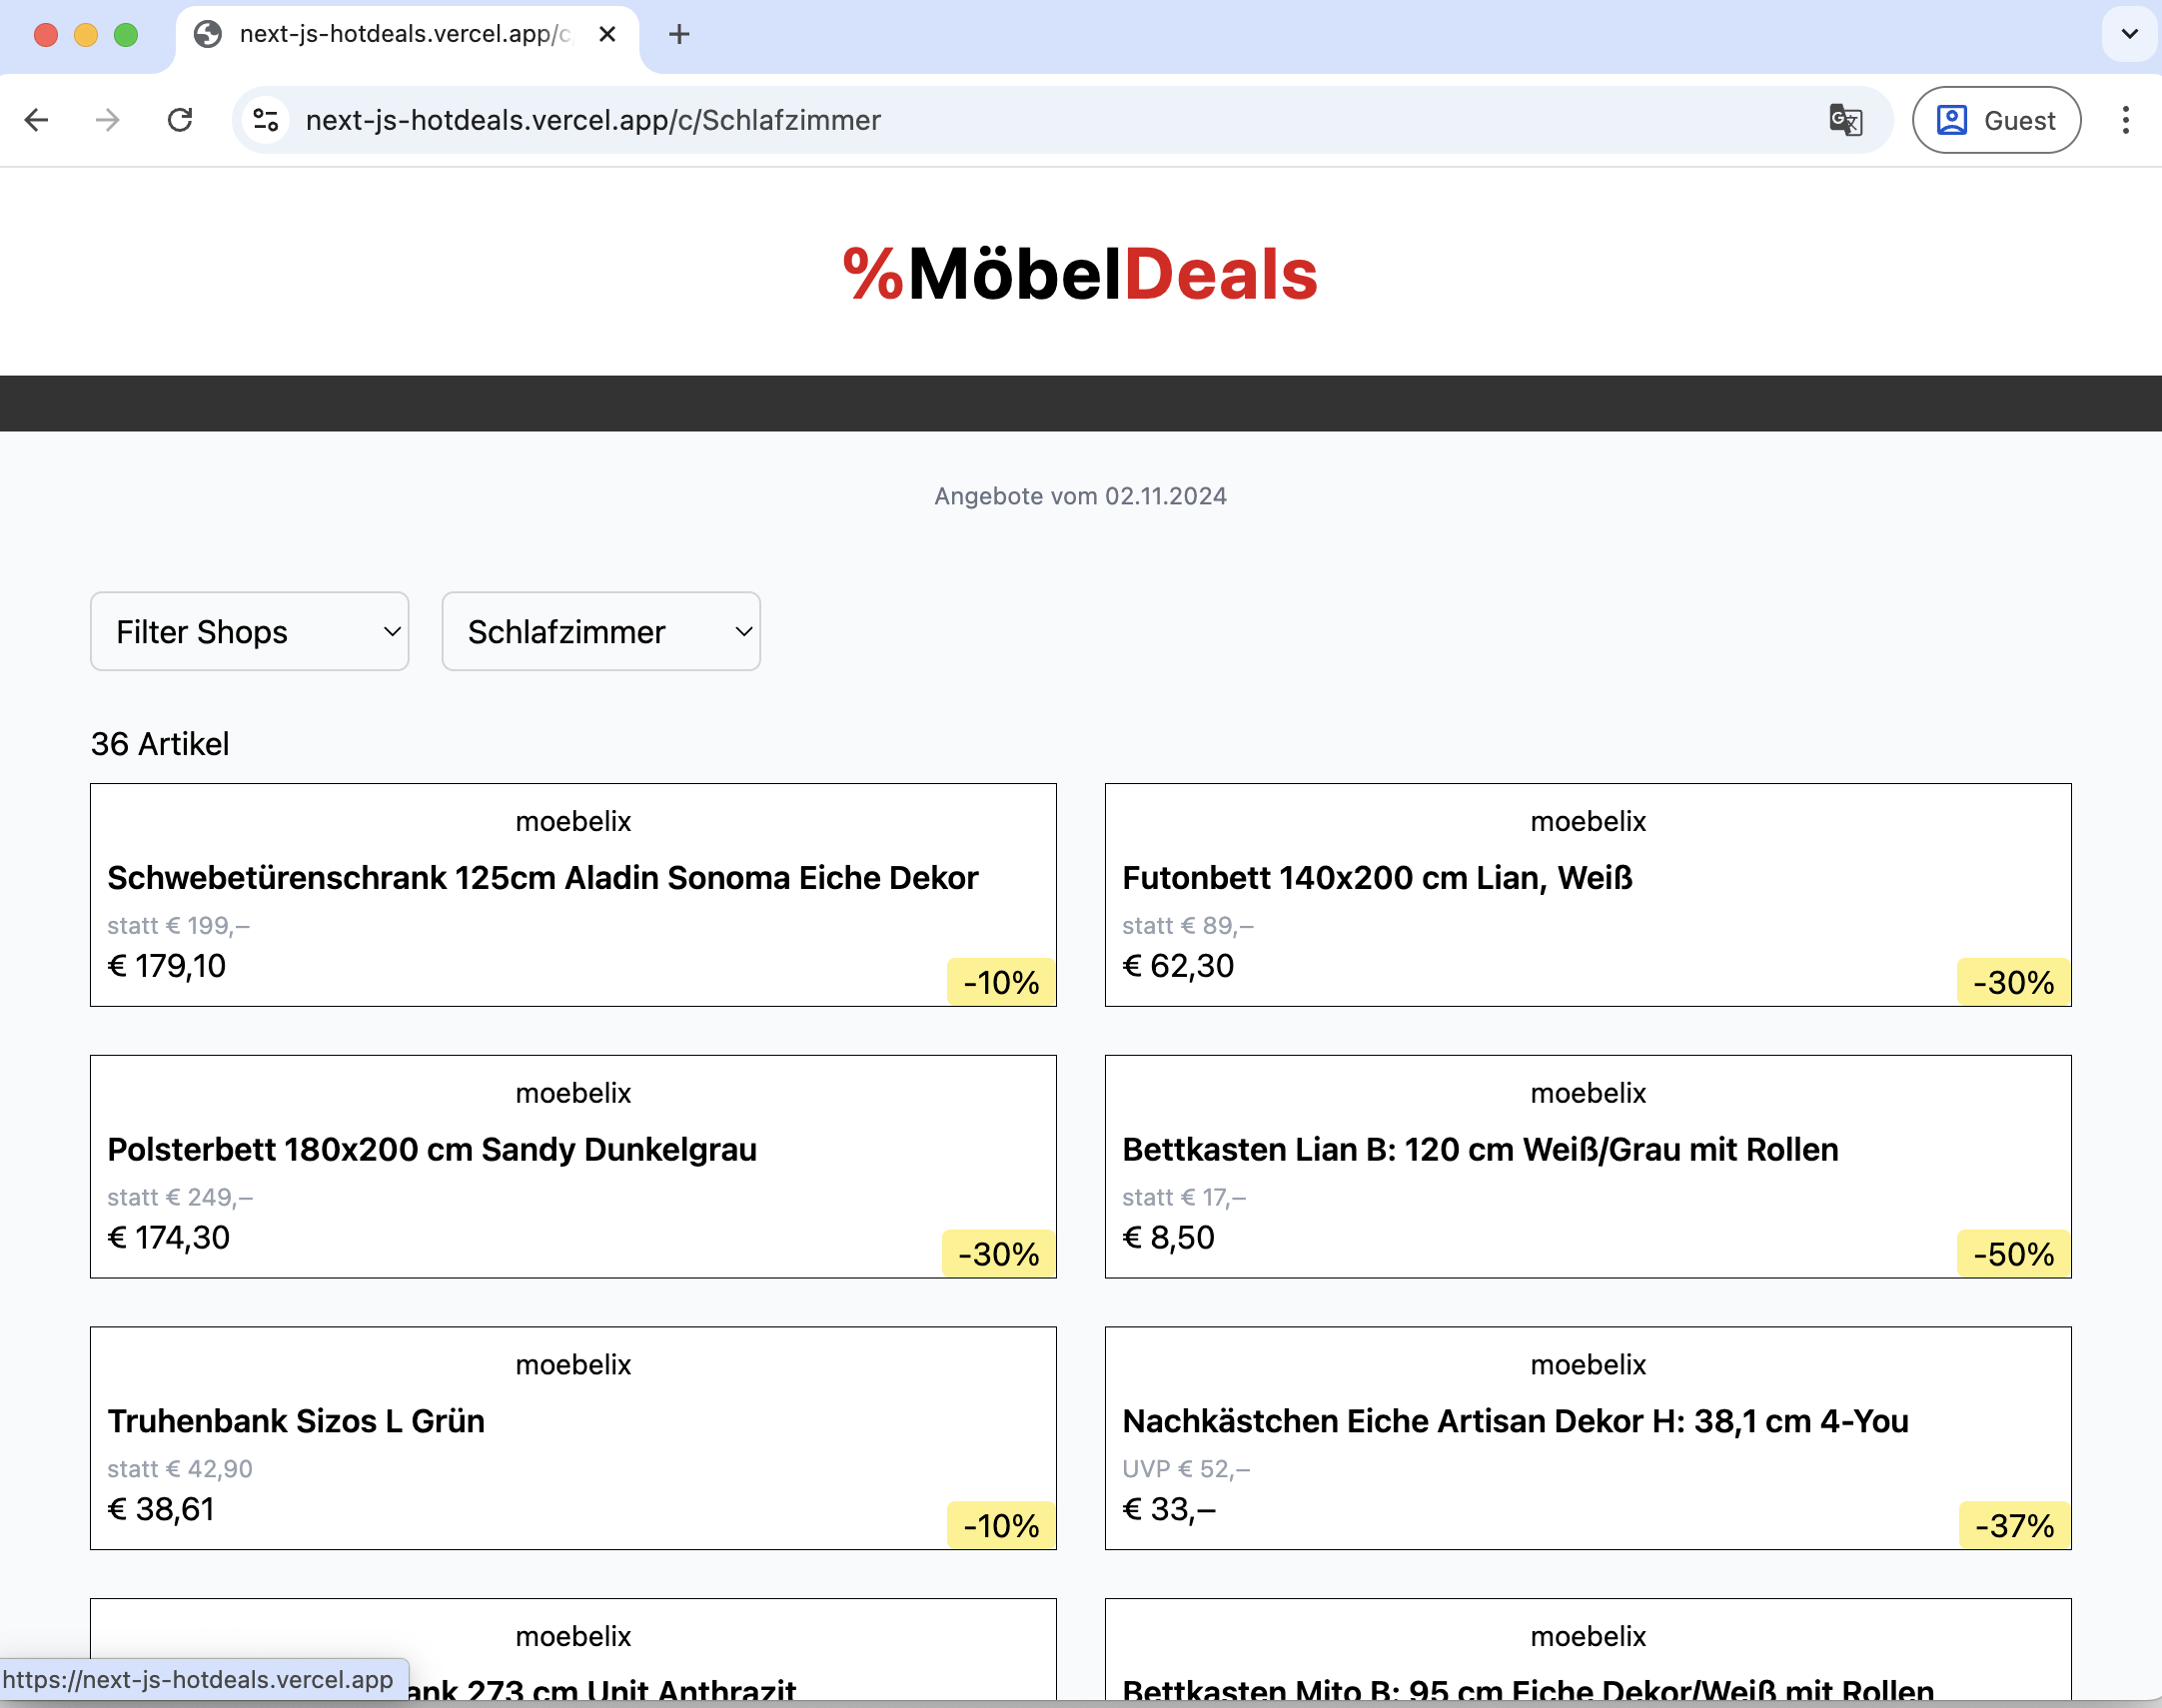 next-js-hotdeals.vercel.app/c
next-js-hotdeals.vercel.app/c/Schlafzimmer
Guest
%MöbelDeals
Angebote vom 02.11.2024
Filter Shops
Schlafzimmer
36 Artikel
moebelix
Schwebetürenschrank 125cm Aladin Sonoma Eiche Dekor
statt € 199,–
€ 179,10
-10%
moebelix
Futonbett 140x200 cm Lian, Weiß
statt € 89,–
€ 62,30
-30%
moebelix
Polsterbett 180x200 cm Sandy Dunkelgrau
statt € 249,–
€ 174,30
-30%
moebelix
Bettkasten Lian B: 120 cm Weiß/Grau mit Rollen
statt € 17,–
€ 8,50
-50%
moebelix
Truhenbank Sizos L Grün
statt € 42,90
€ 38,61
-10%
moebelix
Nachkästchen Eiche Artisan Dekor H: 38,1 cm 4-You
UVP € 52,–
€ 33,–
-37%
moebelix
273 cm Unit Anthrazit
moebelix
Bettkasten Mito B: 95 cm Eiche Dekor/Weiß mit Rollen
https://next-js-hotdeals.vercel.app